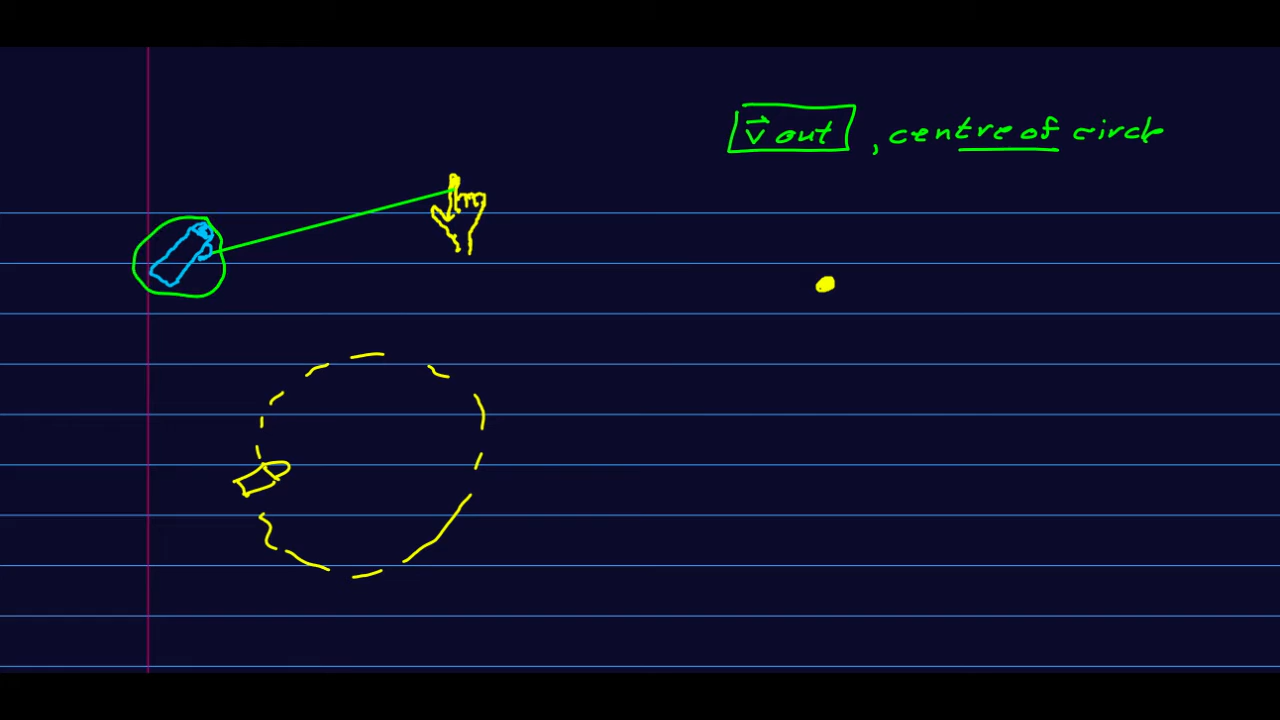 v⃗ out , centre of circle